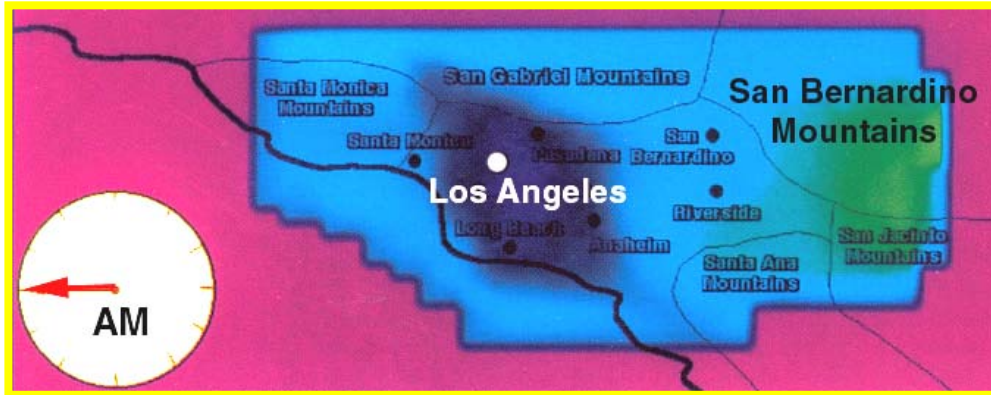 San Gabriel Mountains
Santa Monica
Mountains
San Bernardino
Mountains
Santa Monica
Pasadena
San
Bernardino
Los Angeles
Riverside
Long Beach
Anaheim
San Jacinto
Mountains
Santa Ana
Mountains
AM